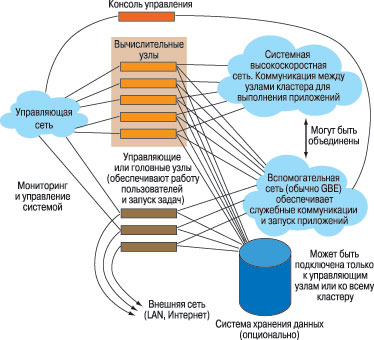 Консоль управления
Вычислительные
узлы
Системная
высокоскоростная
сеть. Коммуникация между
узлами кластера для
выполнения приложений
Управляющая
сеть
Могут быть
объединены
Управляющие
или головные узлы
(обеспечивают работу
пользователей
и запуск задач)
Вспомогательная
сеть (обычно GBE)
обеспечивает
служебные коммуникации
и запуск приложений
Мониторинг
и управление
системой
Может быть
подключена только
к управляющим
узлам или ко всему
кластеру
Внешняя сеть
(LAN, Интернет)
Система хранения данных
(опционально)